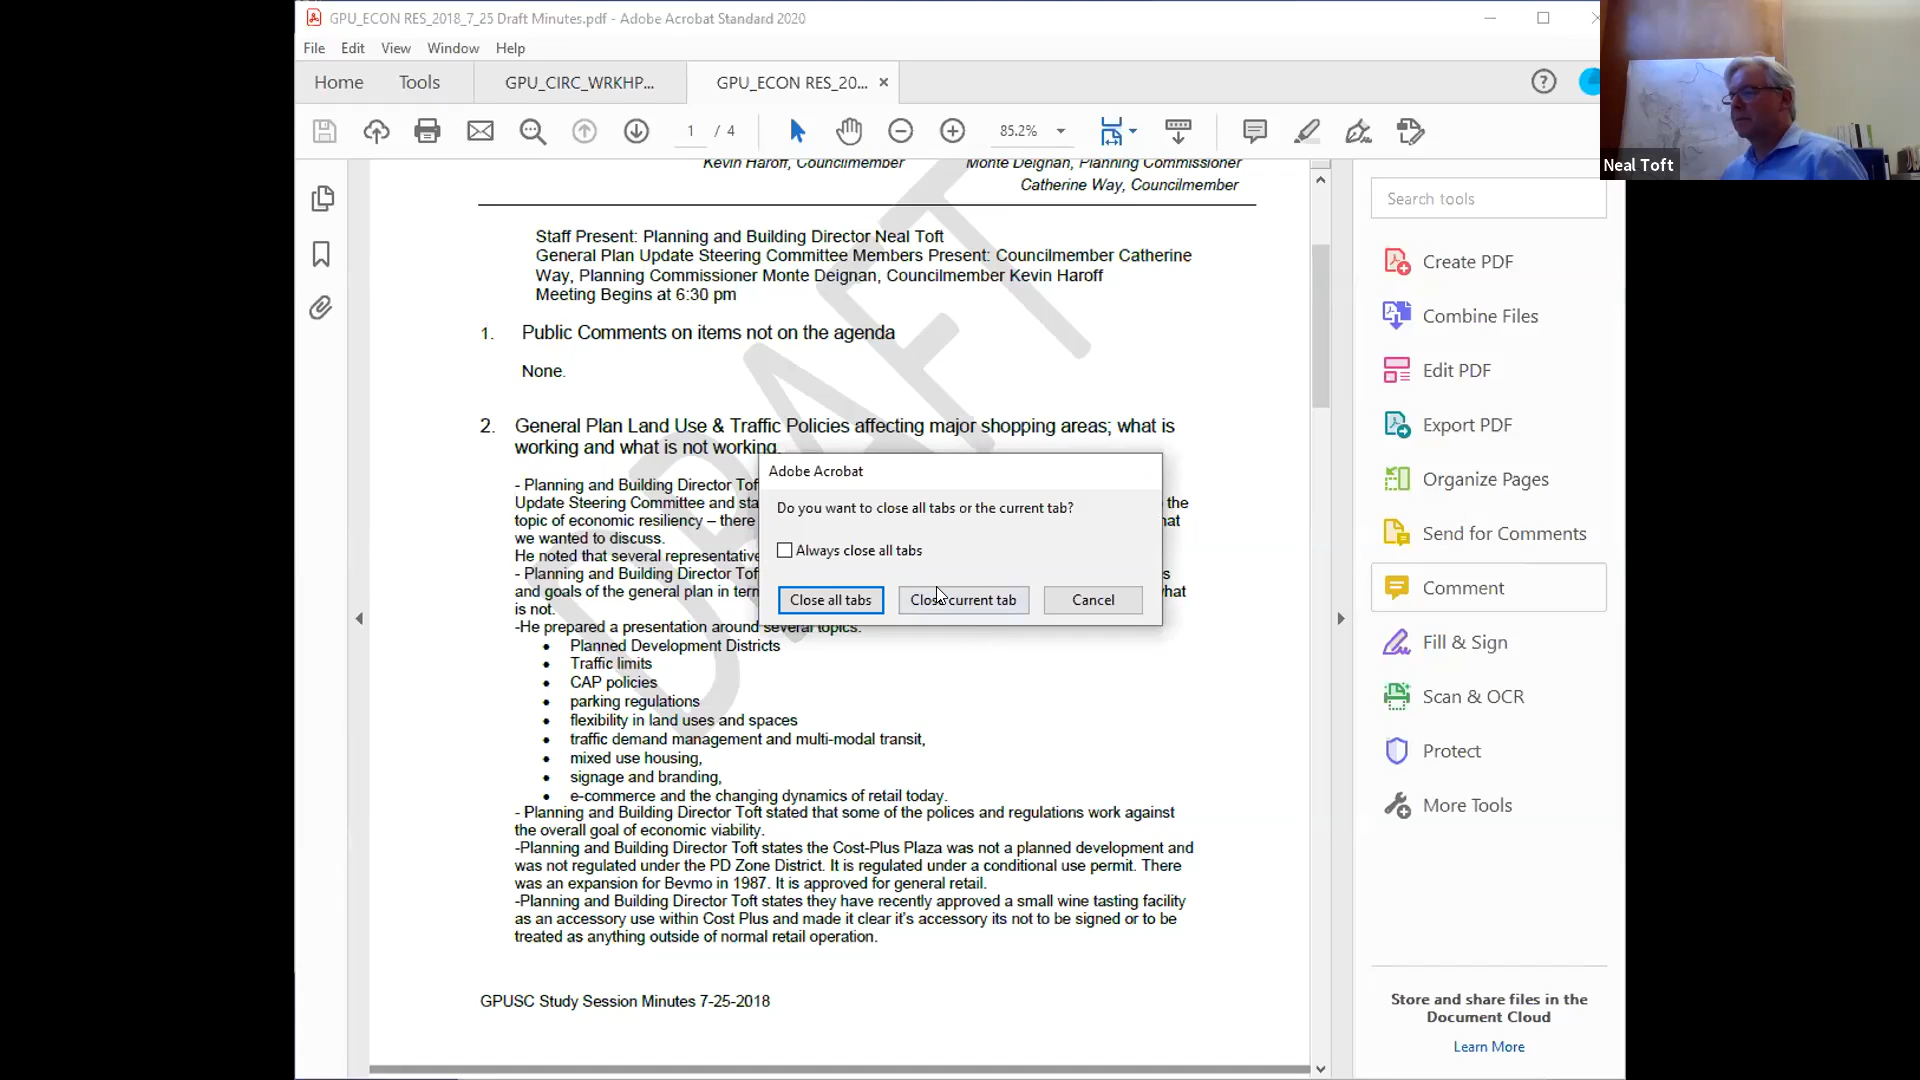 GPU_ECON RES_2018_7_25 Draft Minutes.pdf - Adobe Acrobat Standard 2020
File Edit View Window Help
Home Tools GPU_CIRC_WRKHP... GPU_ECON RES_20...
1 / 4 85.2%
Neal Toft
Kevin Haroff, Councilmember Monte Deignan, Planning Commissioner
Catherine Way, Councilmember
Staff Present: Planning and Building Director Neal Toft
General Plan Update Steering Committee Members Present: Councilmember Catherine
Way, Planning Commissioner Monte Deignan, Councilmember Kevin Haroff
Meeting Begins at 6:30 pm
1. Public Comments on items not on the agenda
None.
2. General Plan Land Use & Traffic Policies affecting major shopping areas; what is
working and what is not working.
- Planning and Building Director Tof
Update Steering Committee and sta the
topic of economic resiliency – there
we wanted to discuss.
He noted that several representative
- Planning and Building Director Tof
and goals of the general plan in tern
is not.
-He prepared a presentation around several topics.
• Planned Development Districts
• Traffic limits
• CAP policies
• parking regulations
• flexibility in land uses and spaces
• traffic demand management and multi-modal transit,
• mixed use housing,
• signage and branding,
• e-commerce and the changing dynamics of retail today.
- Planning and Building Director Toft stated that some of the polices and regulations work against
the overall goal of economic viability.
-Planning and Building Director Toft states the Cost-Plus Plaza was not a planned development and
was not regulated under the PD Zone District. It is regulated under a conditional use permit. There
was an expansion for Bevmo in 1987. It is approved for general retail.
-Planning and Building Director Toft states they have recently approved a small wine tasting facility
as an accessory use within Cost Plus and made it clear it's accessory its not to be signed or to be
treated as anything outside of normal retail operation.
GPUSC Study Session Minutes 7-25-2018
DRAFT
Adobe Acrobat
Do you want to close all tabs or the current tab?
Always close all tabs
Close all tabs Close current tab Cancel
Search tools
Create PDF
Combine Files
Edit PDF
Export PDF
Organize Pages
Send for Comments
Comment
Fill & Sign
Scan & OCR
Protect
More Tools
Store and share files in the
Document Cloud
Learn More